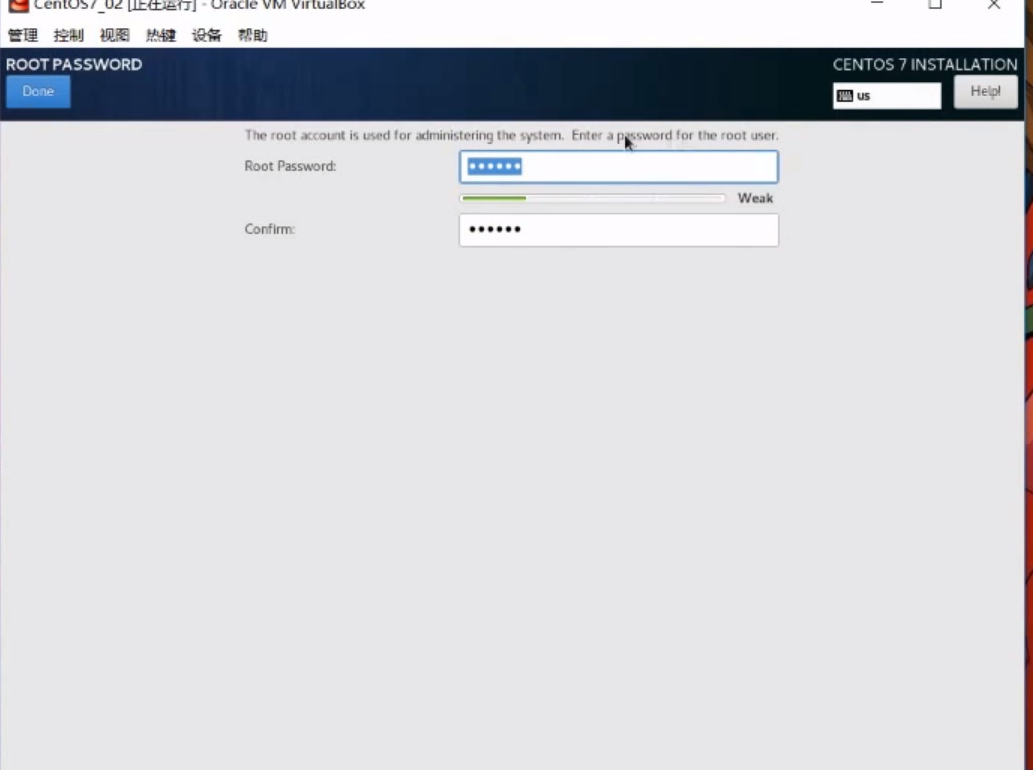 CentOS7_02 [正在运行] - Oracle VM VirtualBox
管理 控制 视图 热键 设备 帮助
ROOT PASSWORD
CENTOS 7 INSTALLATION
Done
us
Help!
The root account is used for administering the system. Enter a password for the root user.
Root Password:
••••••
Weak
Confirm:
••••••